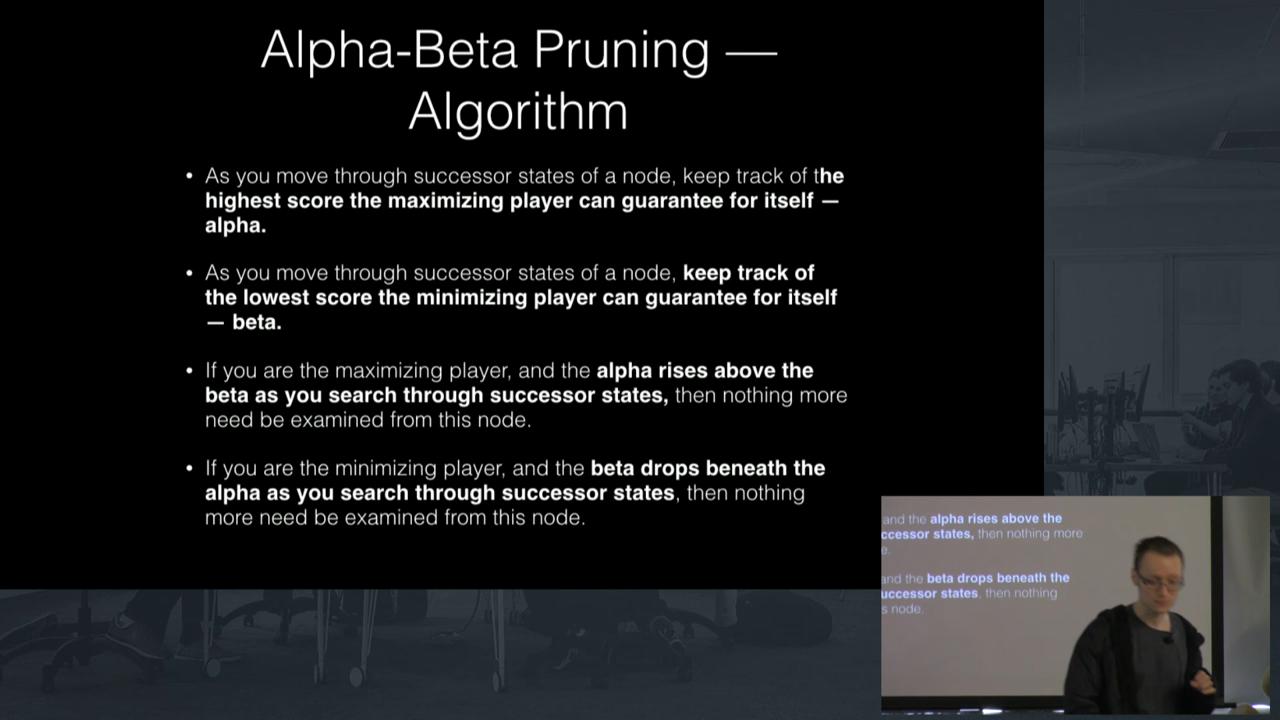 Alpha-Beta Pruning —
Algorithm
• As you move through successor states of a node, keep track of the
highest score the maximizing player can guarantee for itself —
alpha.
• As you move through successor states of a node, keep track of
the lowest score the minimizing player can guarantee for itself
— beta.
• If you are the maximizing player, and the alpha rises above the
beta as you search through successor states, then nothing more
need be examined from this node.
• If you are the minimizing player, and the beta drops beneath the
alpha as you search through successor states, then nothing
more need be examined from this node.
and the alpha rises above the
ccessor states, then nothing more
e.
and the beta drops beneath the
uccessor states, then nothing
s node.